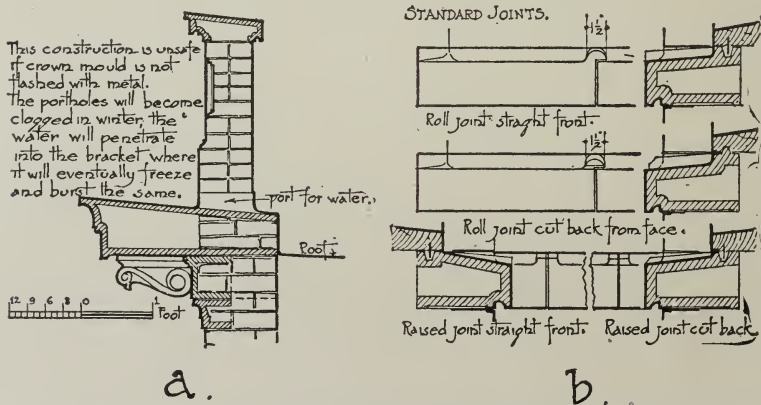 This construction is unsafe
if crown mould is not
flashed with metal.
The portholes will become
clogged in winter, the
water will penetrate
into the bracket where
it will eventually freeze
and burst the same.
port for water.
Roof
12 9 6 8 0 1
Foot
a.
STANDARD JOINTS.
1½"
Roll joint straght front.
1½"
Roll joint cut back from face.
Raised joint straight front. Raised joint cut back
b.